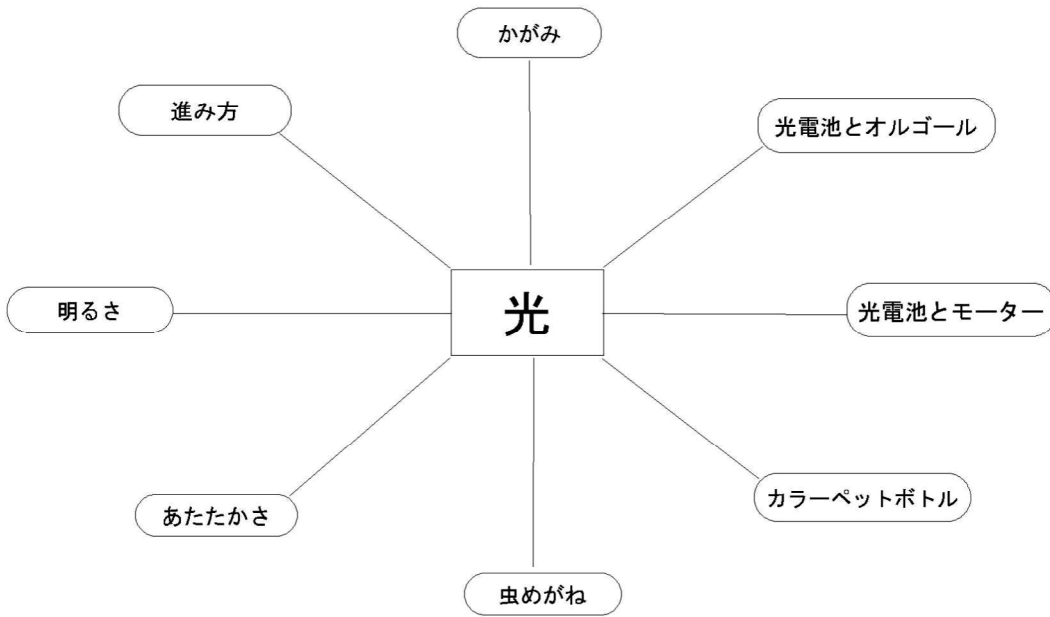 かがみ
進み方
光電池とオルゴール
明るさ
光
光電池とモーター
あたたかさ
カラーペットボトル
虫めがね